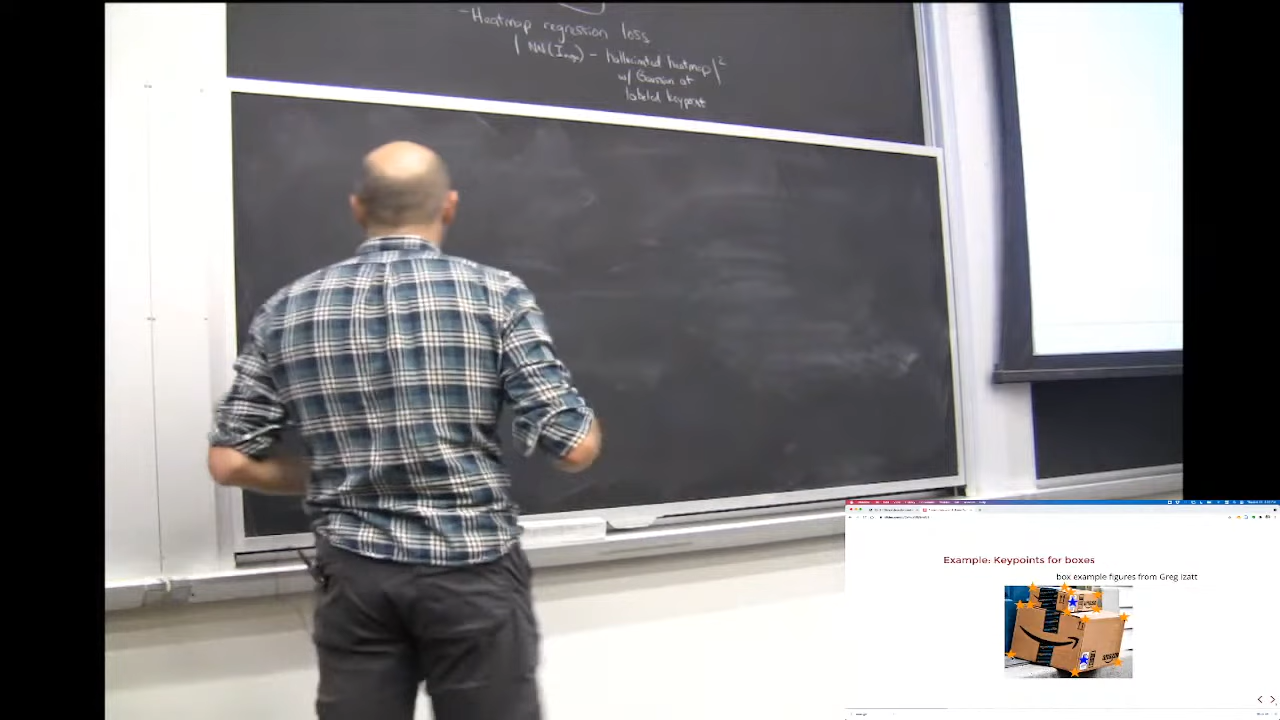 - Heatmap regression loss
| NN(Img) - hallucinated heatmap |²
w/ Gaussian at
labeled keypoint
Example: Keypoints for boxes
box example figures from Greg Izatt